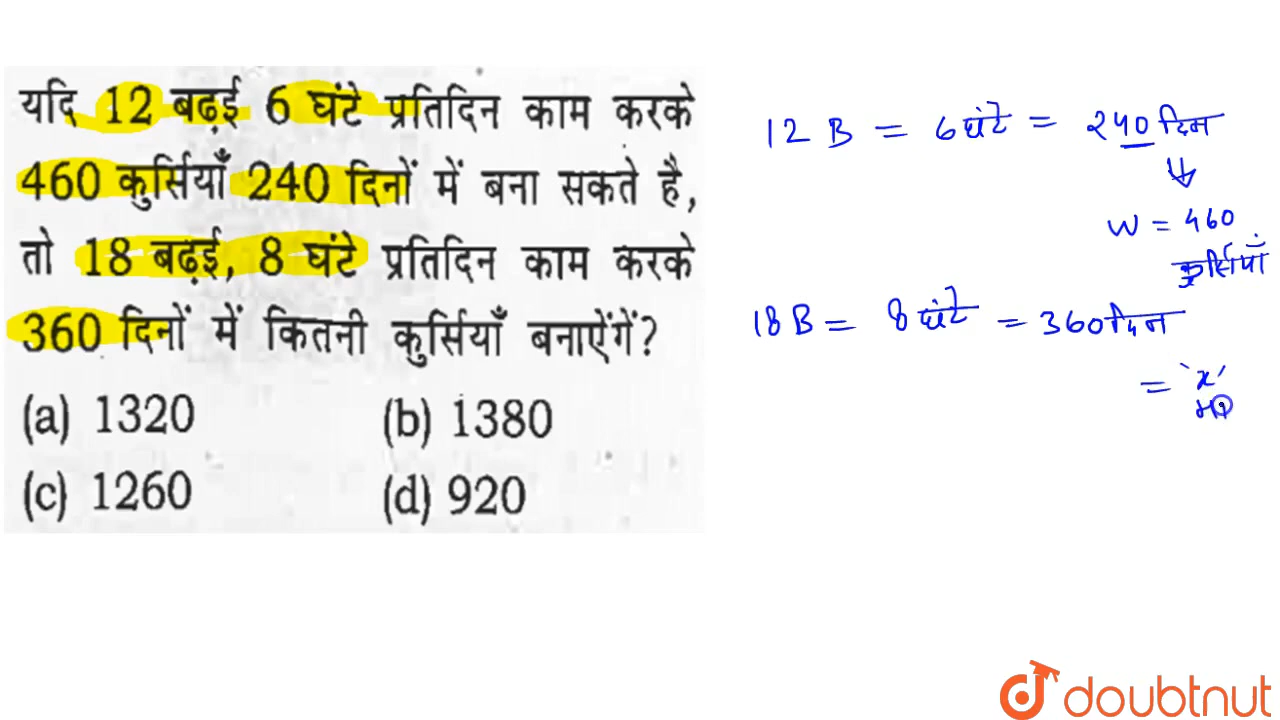 यदि 12 बढ़ई 6 घंटे प्रतिदिन काम करके
460 कुर्सियाँ 240 दिनों में बना सकते है,
तो 18 बढ़ई, 8 घंटे प्रतिदिन काम करके
360 दिनों में कितनी कुर्सियाँ बनाऐंगें?
(a) 1320 (b) 1380
(c) 1260 (d) 920
12 B = 6 घंटे = 240 दिन
W = 460
कुर्सियां
18 B = 8 घंटे = 360 दिन
= 'x'
doubtnut